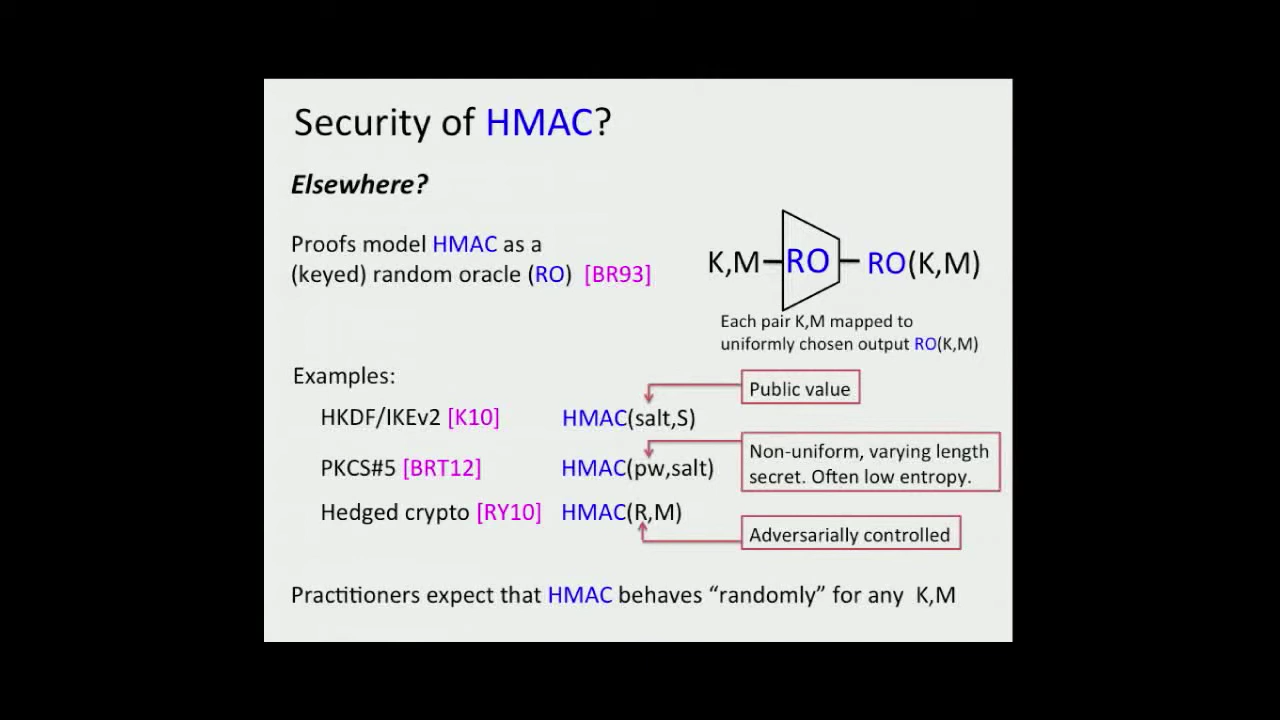 Security of HMAC?
Elsewhere?
Proofs model HMAC as a
(keyed) random oracle (RO) [BR93]
K,M RO RO(K,M)
Each pair K,M mapped to
uniformly chosen output RO(K,M)
Examples:
Public value
HKDF/IKEv2 [K10] HMAC(salt,S)
Non-uniform, varying length
secret. Often low entropy.
PKCS#5 [BRT12] HMAC(pw,salt)
Hedged crypto [RY10] HMAC(R,M)
Adversarially controlled
Practitioners expect that HMAC behaves “randomly” for any K,M